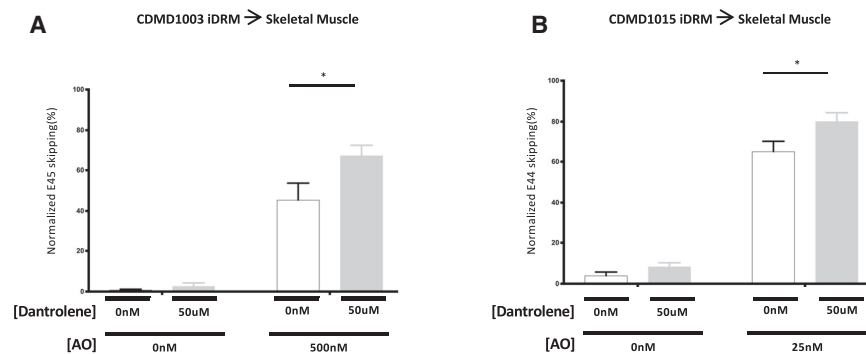 A
CDMD1003 iDRM → Skeletal Muscle
Normalized E45 skipping(%)
100
80
60
40
20
0
*
[Dantrolene] 0nM 50uM 0nM 50uM
[AO] 0nM 500nM
B
CDMD1015 iDRM → Skeletal Muscle
Normalized E44 skipping(%)
100
80
60
40
20
0
*
[Dantrolene] 0nM 50uM 0nM 50uM
[AO] 0nM 25nM